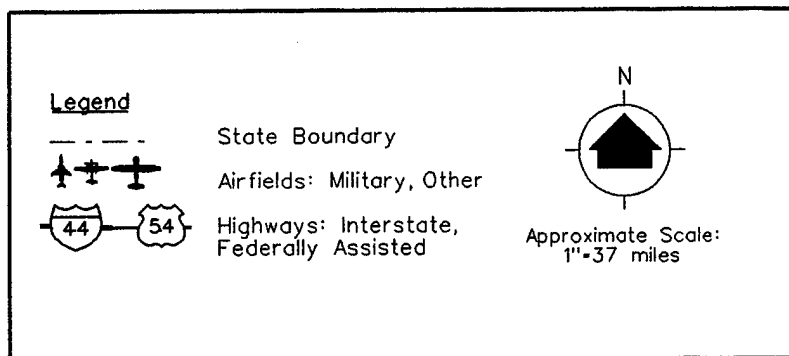 Legend
State Boundary
Airfields: Military, Other
44 54 Highways: Interstate,
Federally Assisted
N
Approximate Scale:
1"=37 miles